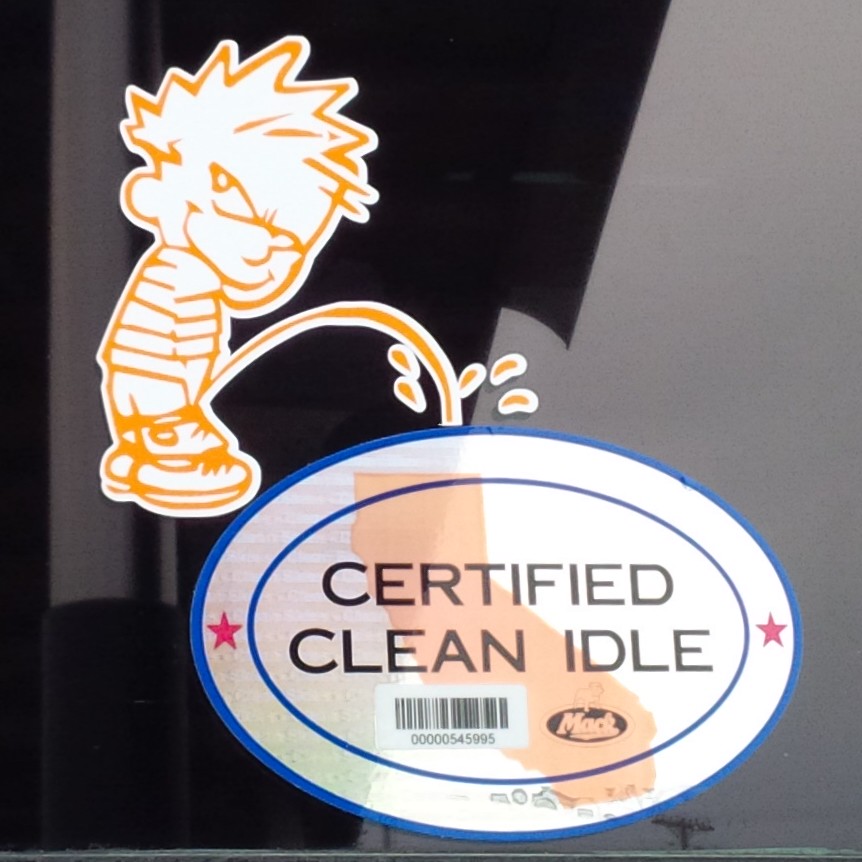 CERTIFIED
CLEAN IDLE
00000545995
Mack